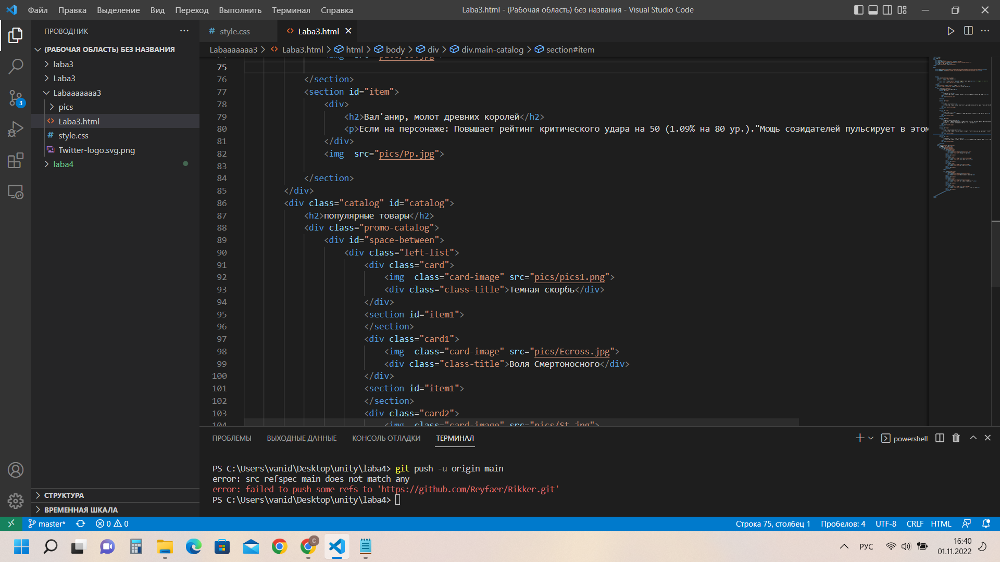 Файл Правка Выделение Вид Переход Выполнить Терминал Справка
Laba3.html - (Рабочая область) без названия - Visual Studio Code
ПРОВОДНИК
(РАБОЧАЯ ОБЛАСТЬ) БЕЗ НАЗВАНИЯ
laba3
Laba3
Labaaaaaaa3
pics
Laba3.html
style.css
Twitter-logo.svg.png
laba4
3
СТРУКТУРА
ВРЕМЕННАЯ ШКАЛА
# style.css
<> Laba3.html
Labaaaaaaa3 > <> Laba3.html > html > body > div > div.main-catalog > section#item
75
76 </section>
77 <section id="item">
78 <div>
79 <h2>Вал'анир, молот древних королей</h2>
80 <p>Если на персонаже: Повышает рейтинг критического удара на 50 (1.09% на 80 ур.)."Мощь созидателей пульсирует в этом
81 </div>
82 <img  src="pics/Pp.jpg">
83
84 </section>
85 </div>
86 <div class="catalog" id="catalog">
87 <h2>популярные товары</h2>
88 <div class="promo-catalog">
89 <div id="space-between">
90 <div class="left-list">
91 <div class="card">
92 <img  class="card-image" src="pics/pics1.png">
93 <div class="class-title">Темная скорбь</div>
94 </div>
95 <section id="item1">
96 </section>
97 <div class="card1">
98 <img  class="card-image" src="pics/Ecross.jpg">
99 <div class="class-title">Воля Смертоносного</div>
100 </div>
101 <section id="item1">
102 </section>
103 <div class="card2">
104 <img  class="card-image" src="pics/St.jpg">
ПРОБЛЕМЫ ВЫХОДНЫЕ ДАННЫЕ КОНСОЛЬ ОТЛАДКИ ТЕРМИНАЛ
powershell
PS C:\Users\vanid\Desktop\unity\laba4> git push -u origin main
error: src refspec main does not match any
error: failed to push some refs to 'https://github.com/Reyfaer/Rikker.git'
PS C:\Users\vanid\Desktop\unity\laba4>
master* 0 0
Строка 75, столбец 1 Пробелов: 4 UTF-8 CRLF HTML
C
РУС
16:40
01.11.2022